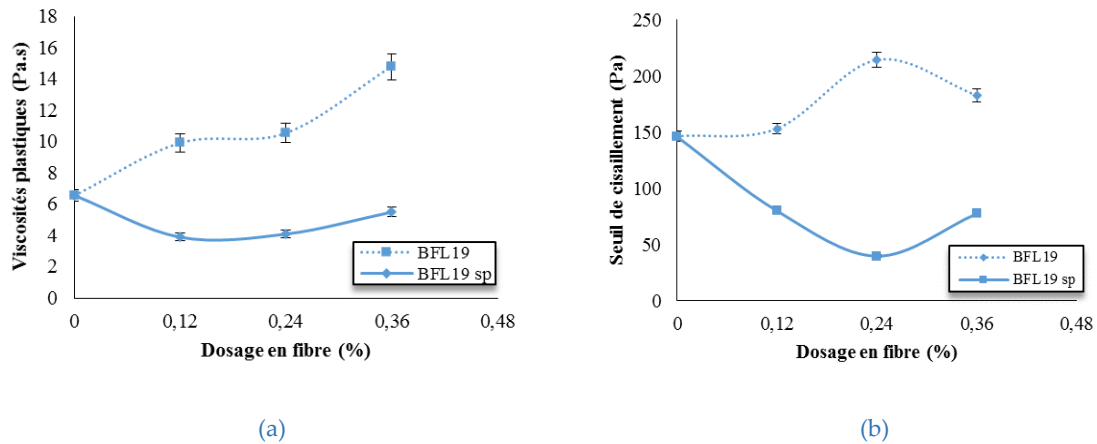 Viscosités plastiques (Pa.s)
18
16
14
12
10
8
6
4
2
0
0
0,12
0,24
0,36
0,48
Dosage en fibre (%)
BFL19
BFL19 sp
(a)
Seuil de cisaillement (Pa)
250
200
150
100
50
0
0
0,12
0,24
0,36
0,48
Dosage en fibre (%)
BFL19
BFL19 sp
(b)